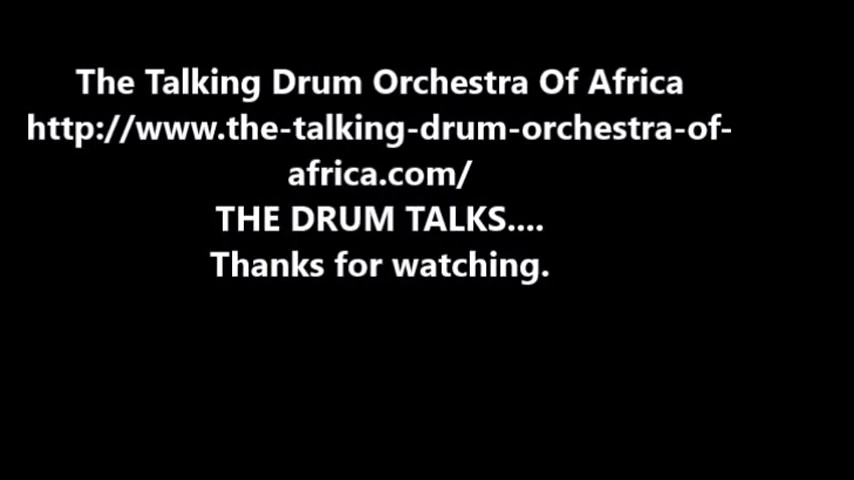 The Talking Drum Orchestra Of Africa
http://www.the-talking-drum-orchestra-of-
africa.com/
THE DRUM TALKS....
Thanks for watching.